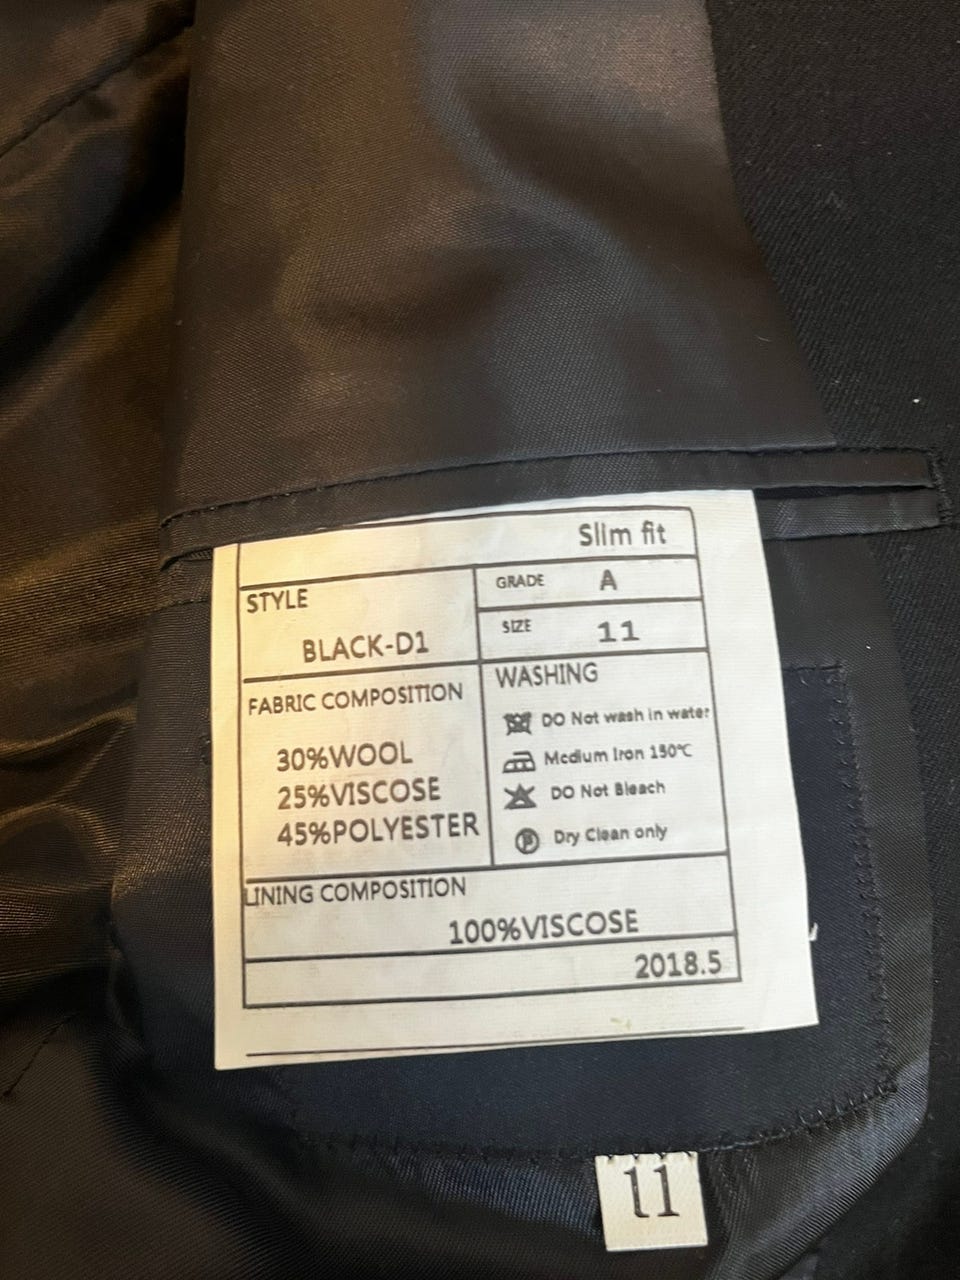 Slim fit
STYLE
BLACK-D1
GRADE A
SIZE 11
FABRIC COMPOSITION
30%WOOL
25%VISCOSE
45%POLYESTER
WASHING
DO Not wash in water
Medium Iron 150℃
DO Not Bleach
P Dry Clean only
LINING COMPOSITION
100%VISCOSE
2018.5
11